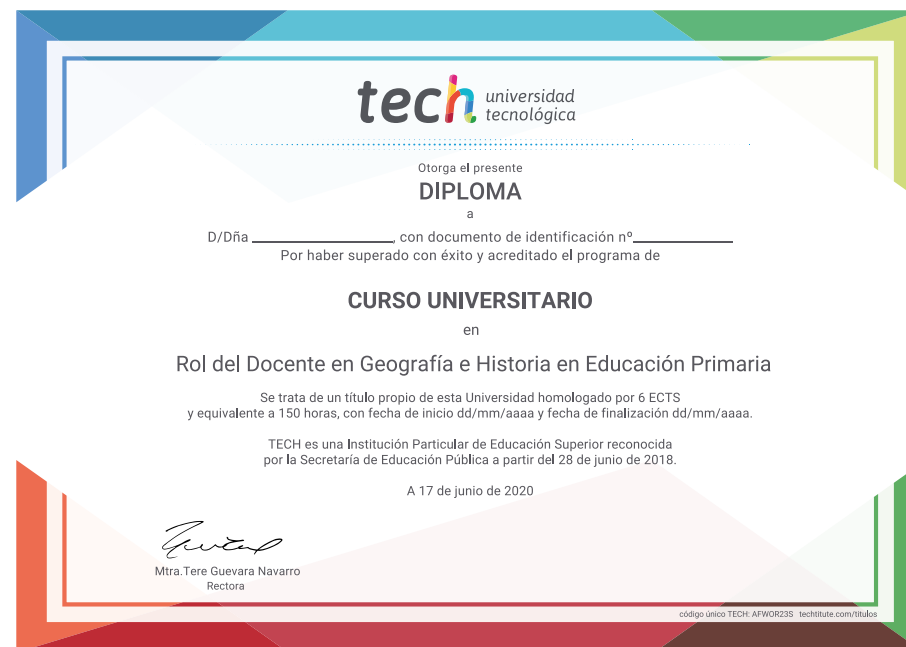 tech universidad
tecnológica
Otorga el presente
DIPLOMA
a
D/Dña ____________________, con documento de identificación nº______________
Por haber superado con éxito y acreditado el programa de
CURSO UNIVERSITARIO
en
Rol del Docente en Geografía e Historia en Educación Primaria
Se trata de un título propio de esta Universidad homologado por 6 ECTS
y equivalente a 150 horas, con fecha de inicio dd/mm/aaaa y fecha de finalización dd/mm/aaaa.
TECH es una Institución Particular de Educación Superior reconocida
por la Secretaría de Educación Pública a partir del 28 de junio de 2018.
A 17 de junio de 2020
Mtra.Tere Guevara Navarro
Rectora
código único TECH: AFWOR23S techtitute.com/titulos